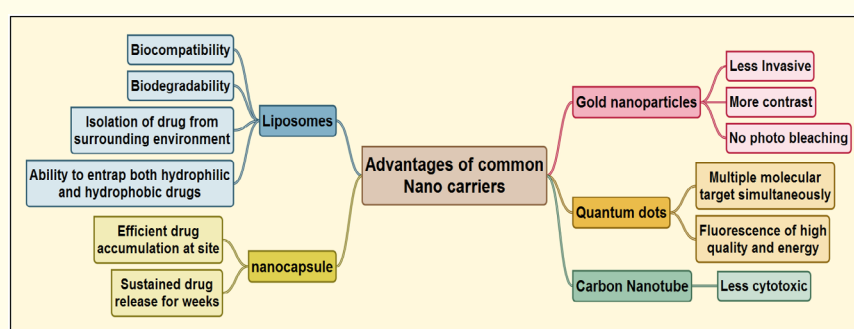 Advantages of common
Nano carriers
Liposomes
Biocompatibility
Biodegradability
Isolation of drug from
surrounding environment
Ability to entrap both hydrophilic
and hydrophobic drugs
nanocapsule
Efficient drug
accumulation at site
Sustained drug
release for weeks
Gold nanoparticles
Less Invasive
More contrast
No photo bleaching
Quantum dots
Multiple molecular
target simultaneously
Fluorescence of high
quality and energy
Carbon Nanotube
Less cytotoxic